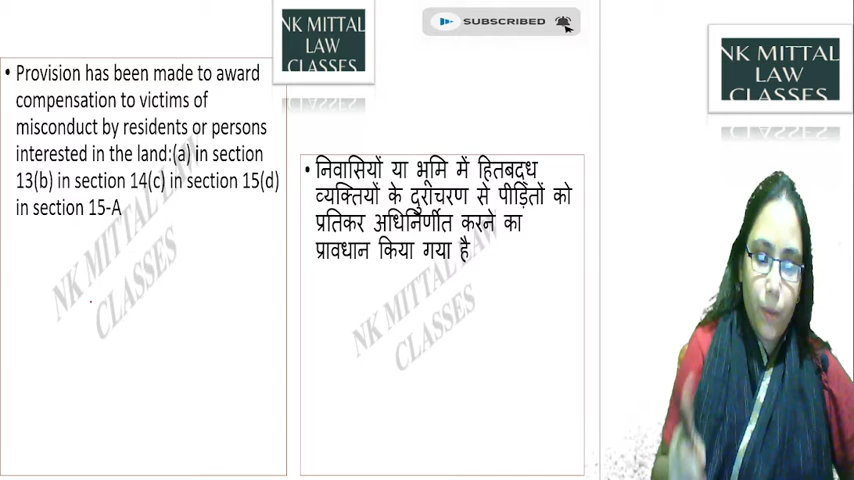 NK MITTAL
LAW
CLASSES
SUBSCRIBED
NK MITTAL
LAW
CLASSES
• Provision has been made to award
compensation to victims of
misconduct by residents or persons
interested in the land:(a) in section
13(b) in section 14(c) in section 15(d)
in section 15-A
• निवासियों या भूमि में हितबद्ध
व्यक्तियों के दुराचरण से पीड़ितों को
प्रतिकर अधिनिर्णीत करने का
प्रावधान किया गया है
NK MITTAL LAW
CLASSES
NK MITTAL LAW
CLASSES